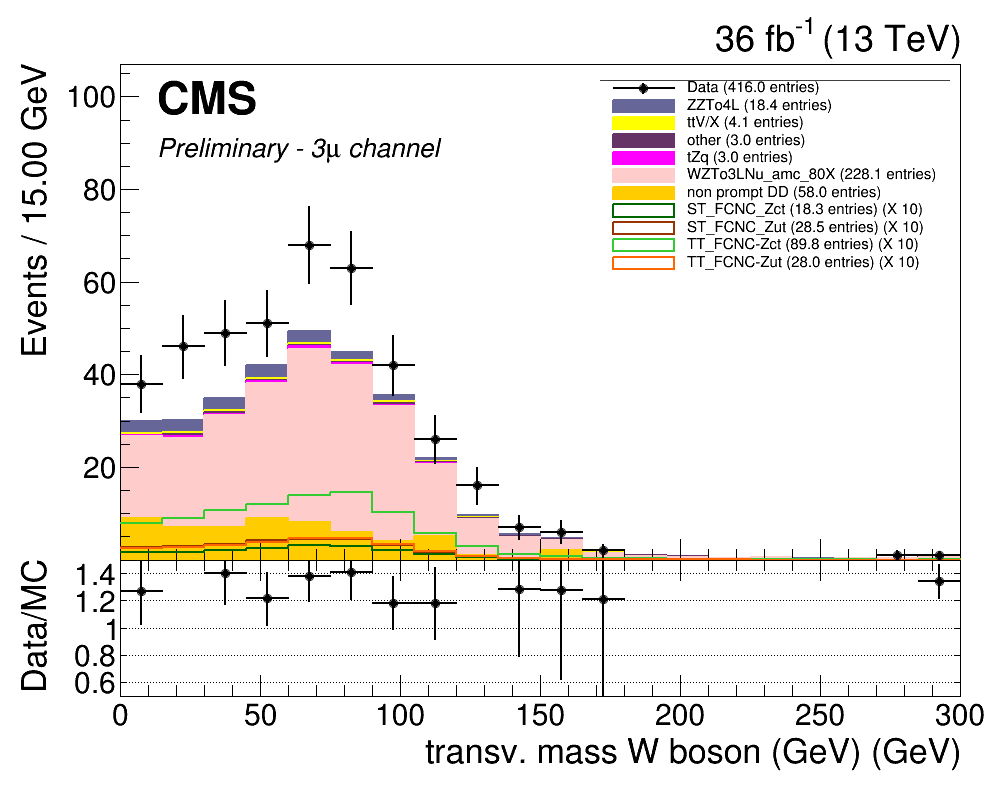 36 fb-1 (13 TeV)
Events / 15.00 GeV
100
80
60
40
20
CMS
Preliminary - 3μ channel
Data (416.0 entries)
ZZTo4L (18.4 entries)
ttV/X (4.1 entries)
other (3.0 entries)
tZq (3.0 entries)
WZTo3LNu_amc_80X (228.1 entries)
non prompt DD (58.0 entries)
ST_FCNC_Zct (18.3 entries) (X 10)
ST_FCNC_Zut (28.5 entries) (X 10)
TT_FCNC-Zct (89.8 entries) (X 10)
TT_FCNC-Zut (28.0 entries) (X 10)
Data/MC
1.4
1.2
1
0.8
0.6
0 50 100 150 200 250 300
transv. mass W boson (GeV) (GeV)